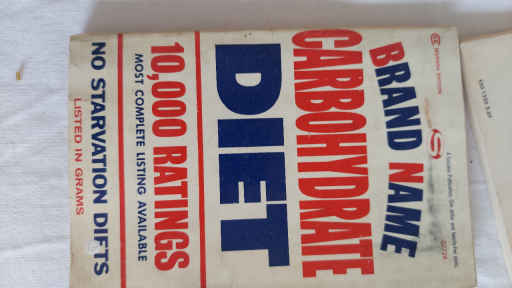 BRAND NAME
CARBOHYDRATE
DIET
10,000 RATINGS
MOST COMPLETE LISTING AVAILABLE
NO STARVATION DIETS
LISTED IN GRAMS